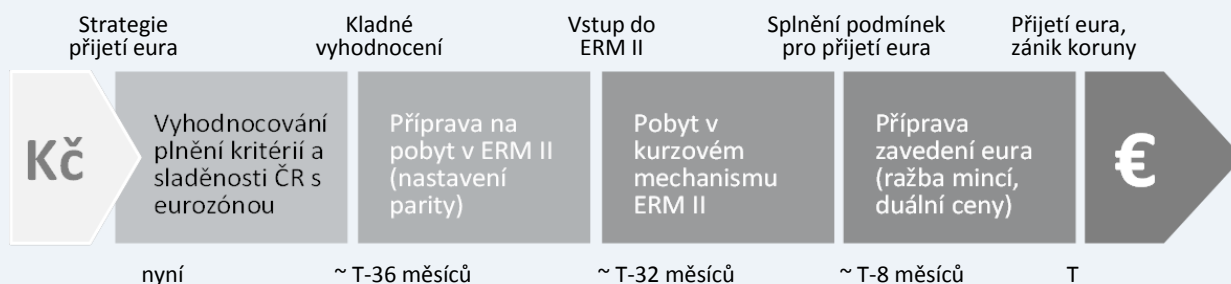 Strategie
přijetí eura
Kladné
vyhodnocení
Vstup do
ERM II
Splnění podmínek
pro přijetí eura
Přijetí eura,
zánik koruny
Kč
Vyhodnocování
plnění kritérií a
sladěnosti ČR s
eurozónou
Příprava na
pobyt v ERM II
(nastavení
parity)
Pobyt v
kurzovém
mechanismu
ERM II
Příprava
zavedení eura
(ražba mincí,
duální ceny)
€
nyní
~ T-36 měsíců
~ T-32 měsíců
~ T-8 měsíců
T